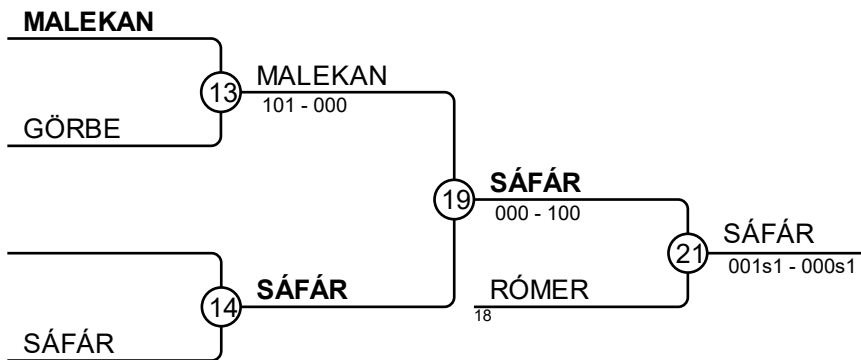 MALEKAN
13
MALEKAN
101 - 000
GÖRBE
19
SÁFÁR
000 - 100
21
SÁFÁR
001s1 - 000s1
14
SÁFÁR
RÓMER
18
SÁFÁR